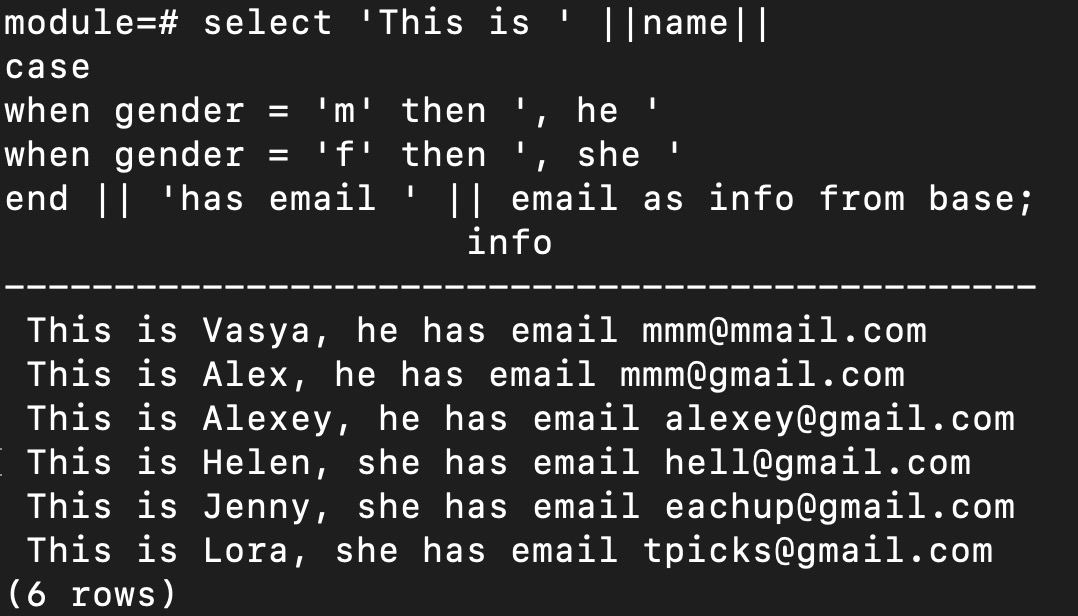 module=# select 'This is ' ||name||
case
when gender = 'm' then ', he '
when gender = 'f' then ', she '
end || 'has email ' || email as info from base;
info
-----------------------------------------------
This is Vasya, he has email mmm@mmail.com
This is Alex, he has email mmm@gmail.com
This is Alexey, he has email alexey@gmail.com
This is Helen, she has email hell@gmail.com
This is Jenny, she has email eachup@gmail.com
This is Lora, she has email tpicks@gmail.com
(6 rows)